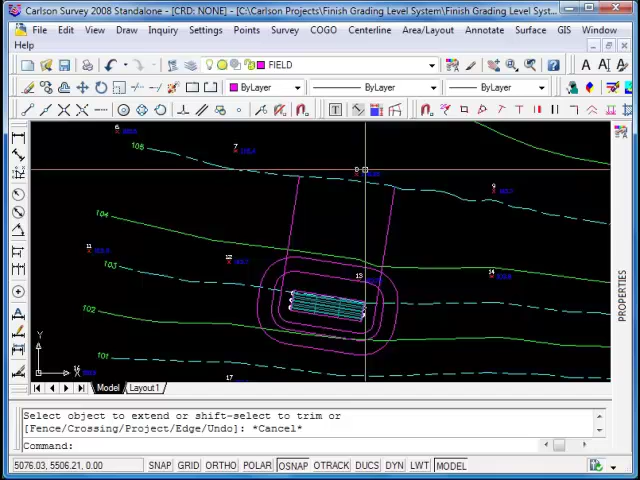 Carlson Survey 2008 Standalone - [CRD: NONE] - [C:\Carlson Projects\Finish Grading Level System\Finish Grading Level Syst...
File Edit View Draw Inquiry Settings Points Survey COGO Centerline Area/Layout Annotate Surface GIS Window
Help
FIELD
ByLayer ByLayer ByLayer
6
105
7
9
104
11
103
12
13
14
102
101
17
16
Y
X
PROPERTIES
Model Layout1
Select object to extend or shift-select to trim or
[Fence/Crossing/Project/Edge/Undo]: *Cancel*
Command:
5076.03, 5506.21, 0.00 SNAP GRID ORTHO POLAR OSNAP OTRACK DUCS DYN LWT MODEL